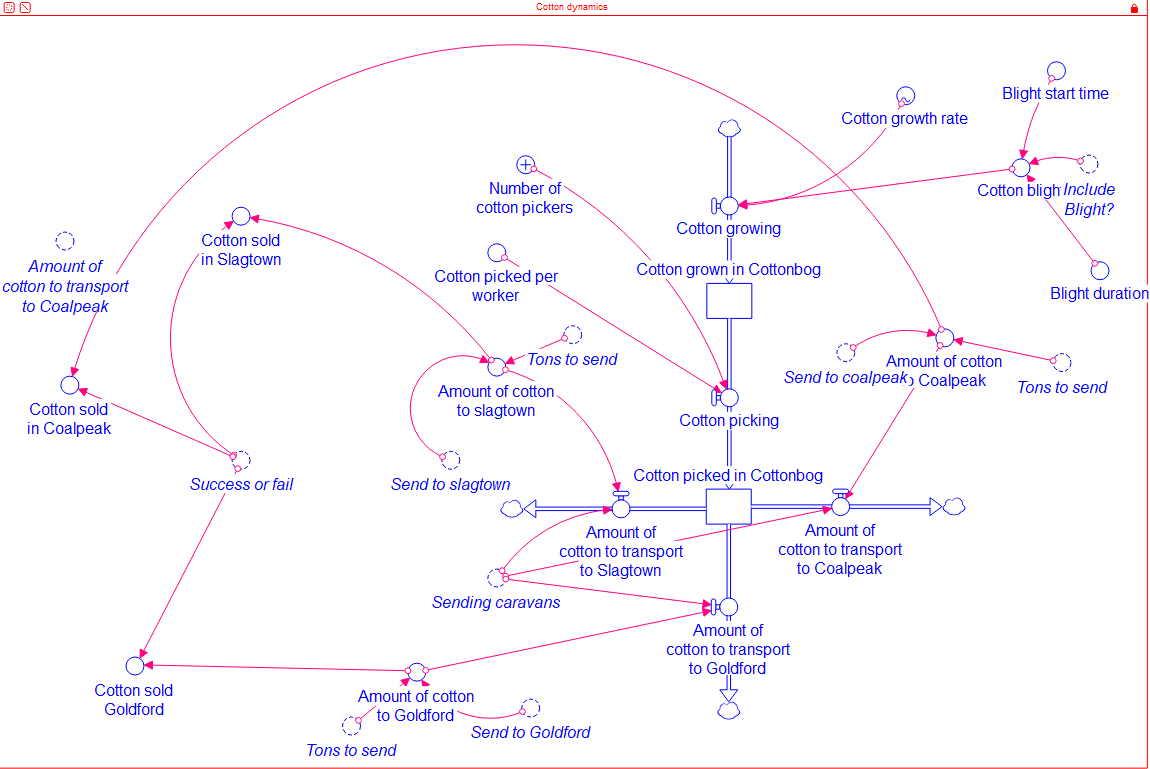 Cotton dynamics
Blight start time
Cotton growth rate
Number of
cotton pickers
Cotton bligh
Include
Blight?
Cotton growing
Cotton sold
in Slagtown
Amount of
cotton to transport
to Coalpeak
Cotton picked per
worker
Cotton grown in Cottonbog
Blight duration
Tons to send
Amount of cotton
to slagtown
Send to coalpeak
Amount of cotton
Coalpeak
Tons to send
Cotton sold
in Coalpeak
Cotton picking
Success or fail
Send to slagtown
Cotton picked in Cottonbog
Amount of
cotton to transport
to Slagtown
Amount of
cotton to transport
to Coalpeak
Sending caravans
Amount of
cotton to transport
to Goldford
Cotton sold
Goldford
Amount of cotton
to Goldford
Send to Goldford
Tons to send